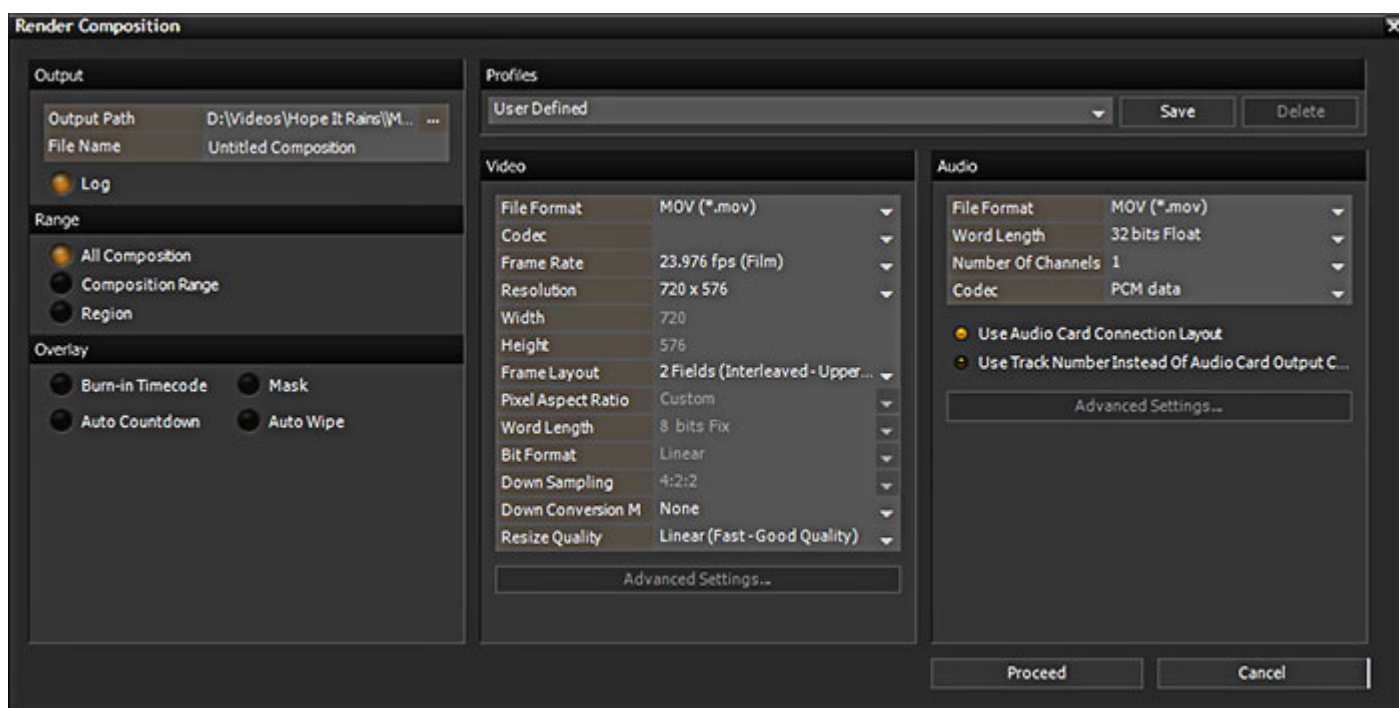 Render Composition
Output
Output Path D:\Videos\Hope It Rains\\M... ...
File Name Untitled Composition
Log
Range
All Composition
Composition Range
Region
Overlay
Burn-in Timecode Mask
Auto Countdown Auto Wipe
Profiles
User Defined Save Delete
Video
File Format MOV (*.mov)
Codec
Frame Rate 23.976 fps (Film)
Resolution 720 x 576
Width 720
Height 576
Frame Layout 2 Fields (Interleaved - Upper...
Pixel Aspect Ratio Custom
Word Length 8 bits Fix
Bit Format Linear
Down Sampling 4:2:2
Down Conversion M None
Resize Quality Linear (Fast - Good Quality)
Advanced Settings...
Audio
File Format MOV (*.mov)
Word Length 32 bits Float
Number Of Channels 1
Codec PCM data
Use Audio Card Connection Layout
Use Track Number Instead Of Audio Card Output C...
Advanced Settings...
Proceed Cancel